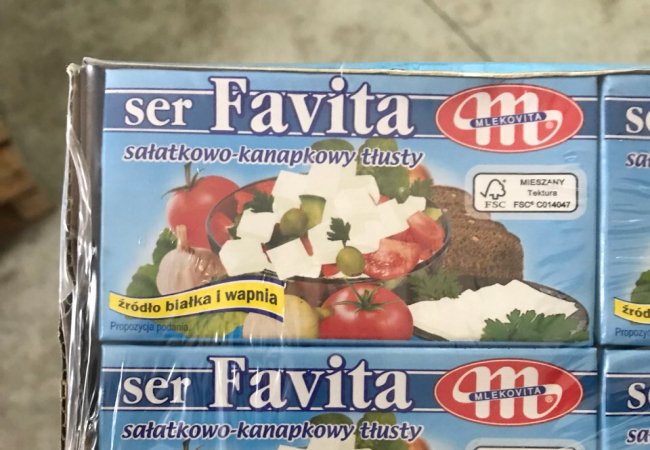 ser Favita
MLEKOVITA
sałatkowo-kanapkowy tłusty
FSC
MIESZANY
Tektura
FSC® C014047
źródło białka i wapnia
Propozycja podania
ser Favita
MLEKOVITA
sałatkowo-kanapkowy tłusty